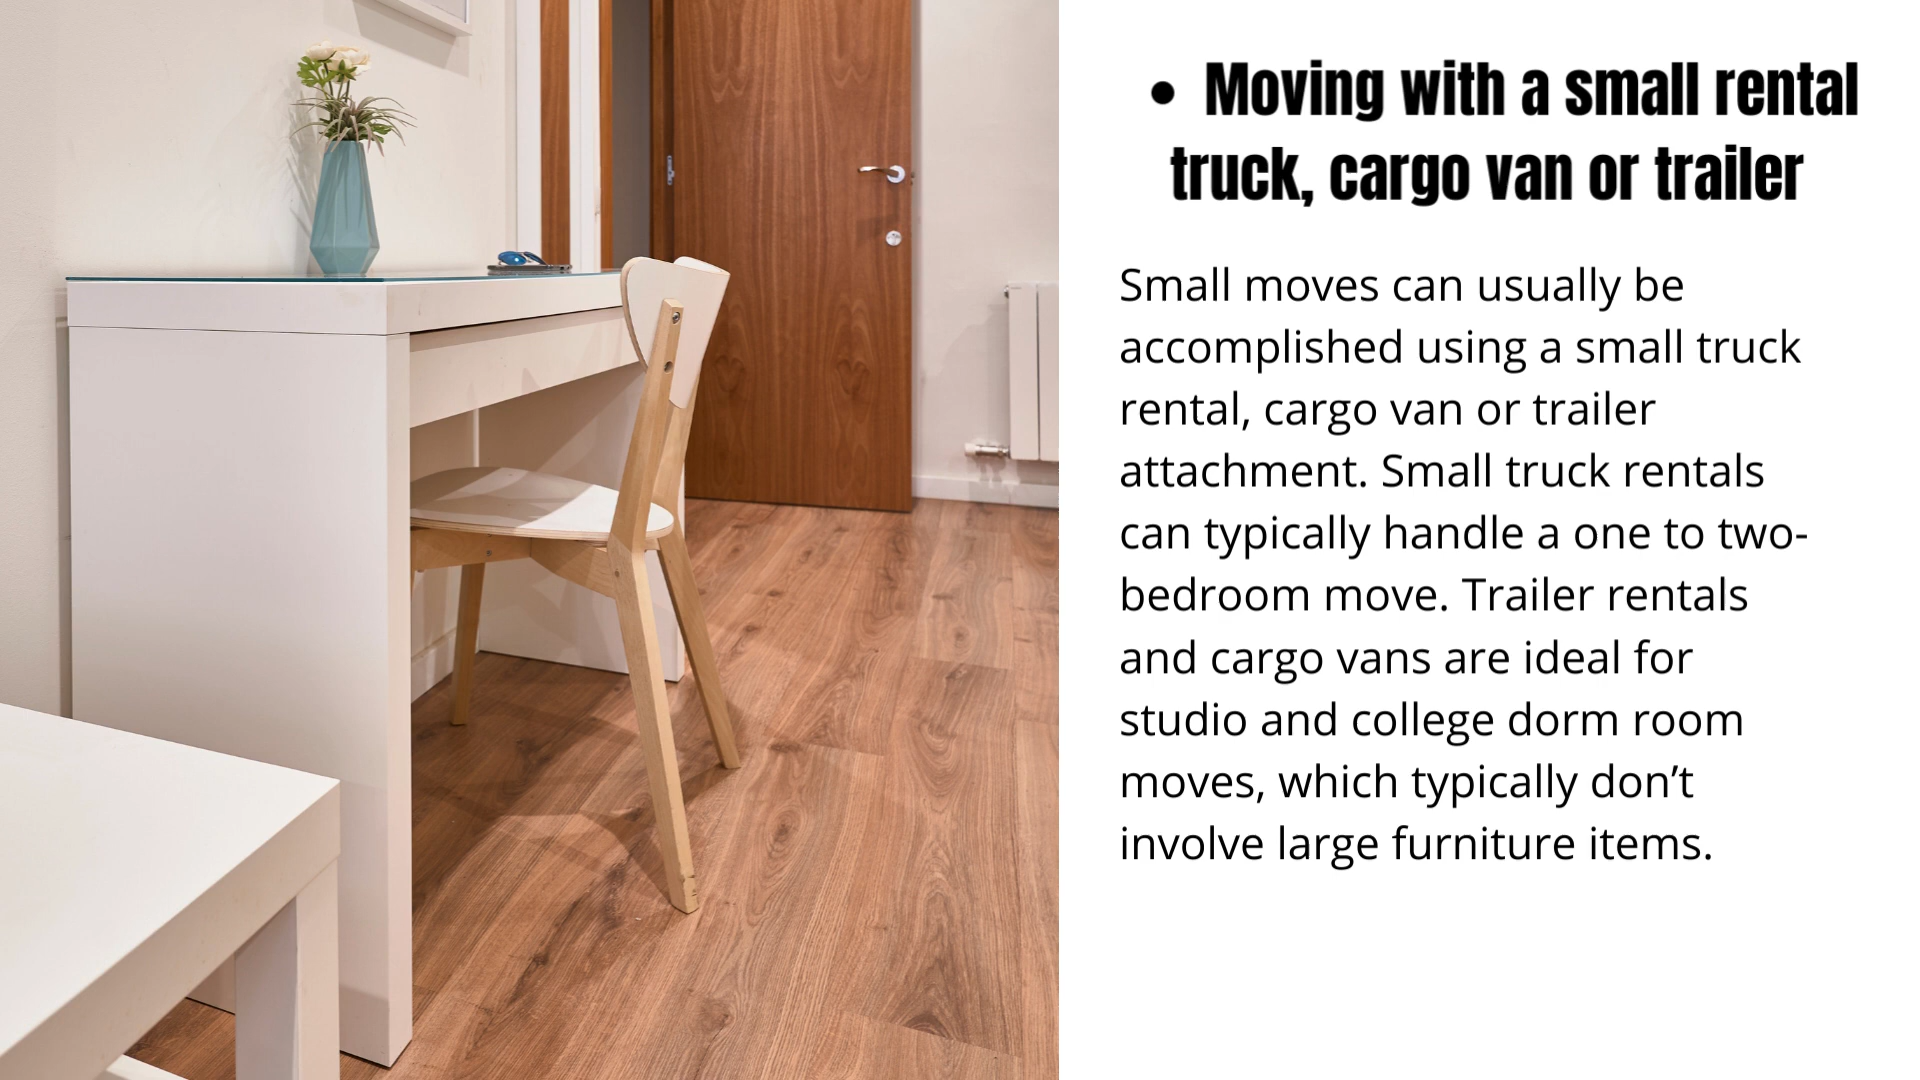 • Moving with a small rental
truck, cargo van or trailer
Small moves can usually be
accomplished using a small truck
rental, cargo van or trailer
attachment. Small truck rentals
can typically handle a one to two-
bedroom move. Trailer rentals
and cargo vans are ideal for
studio and college dorm room
moves, which typically don’t
involve large furniture items.